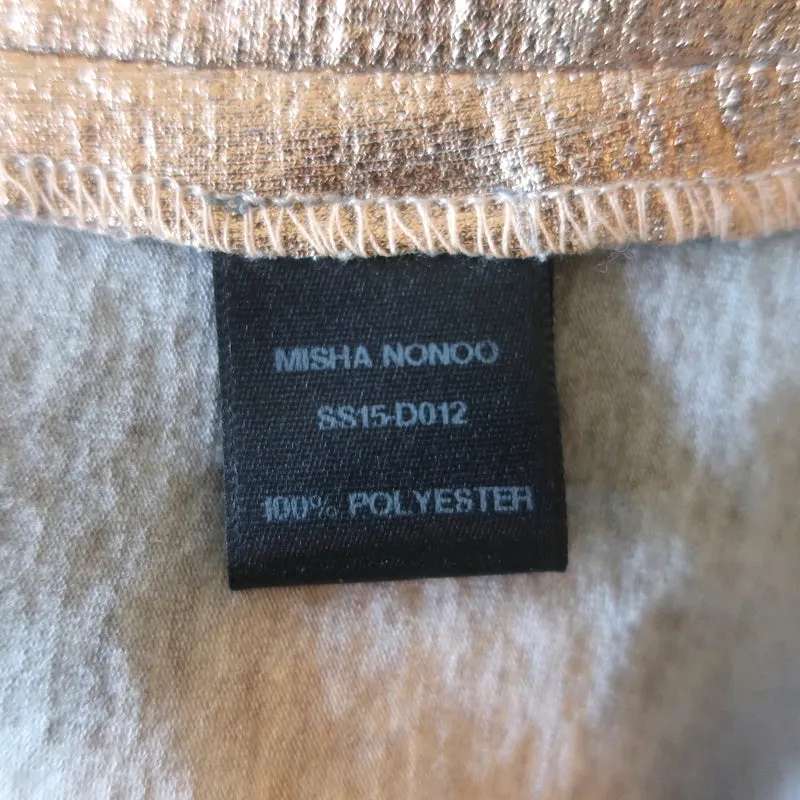 MISHA NONOO
SS15-D012
100% POLYESTER